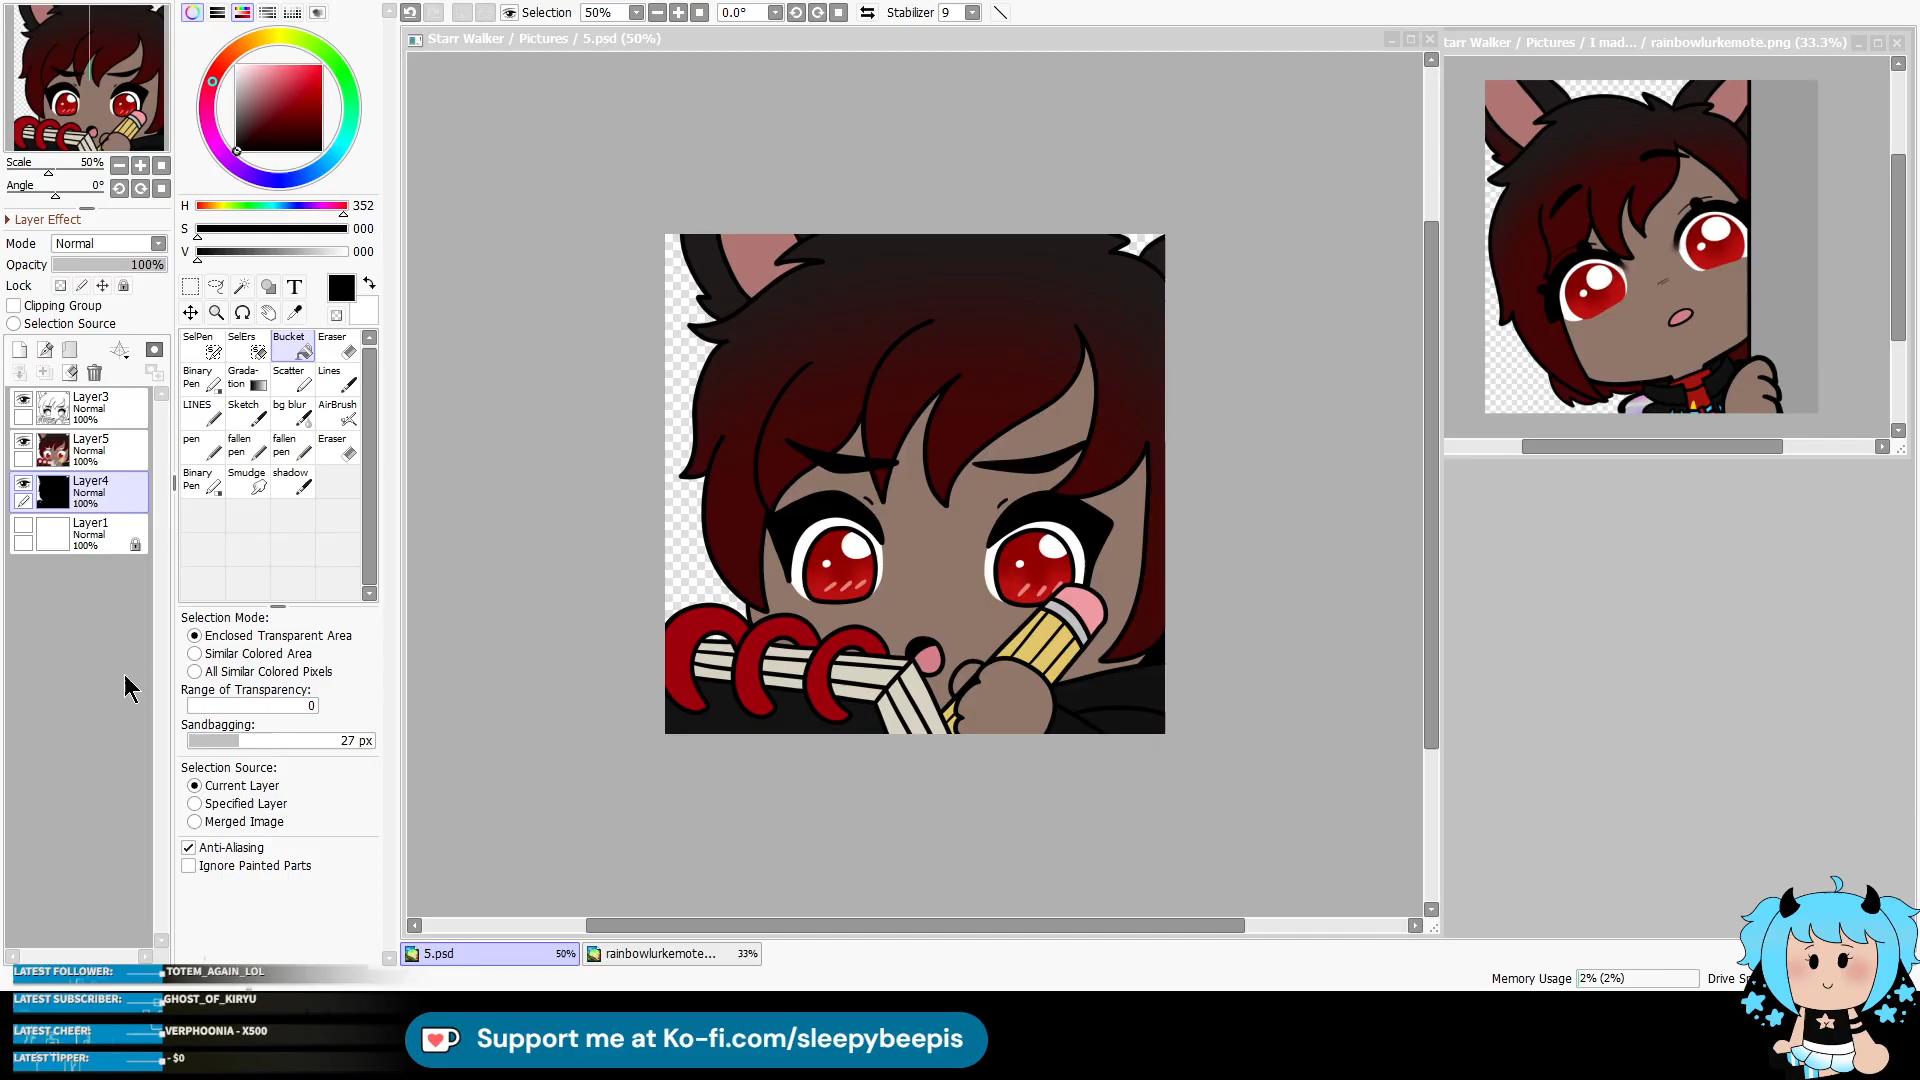 Selection 50% 0.0° Stabilizer 9
Starr Walker / Pictures / 5.psd (50%)
tarr Walker / Pictures / I mad... / rainbowlurkemote.png (33.3%)
Scale 50%
Angle 0°
Layer Effect
Mode Normal
Opacity 100%
Lock
Clipping Group
Selection Source
Layer3
Normal
100%
Layer5
Normal
100%
Layer4
Normal
100%
Layer1
Normal
100%
H 352
S 000
V 000
T
SelPen SelErs Bucket Eraser
Binary Pen Grada-tion Scatter Lines
LINES Sketch bg blur AirBrush
pen fallen pen fallen pen Eraser
Binary Pen Smudge shadow
Selection Mode:
Enclosed Transparent Area
Similar Colored Area
All Similar Colored Pixels
Range of Transparency:
0
Sandbagging:
27 px
Selection Source:
Current Layer
Specified Layer
Merged Image
Anti-Aliasing
Ignore Painted Parts
5.psd 50% rainbowlurkemote... 33%
Memory Usage 2% (2%) Drive
LATEST FOLLOWER: TOTEM_AGAIN_LOL
LATEST SUBSCRIBER: GHOST_OF_KIRYU
LATEST CHEER: VERPHOONIA - X500
LATEST TIPPER: - $0
Support me at Ko-fi.com/sleepybeepis